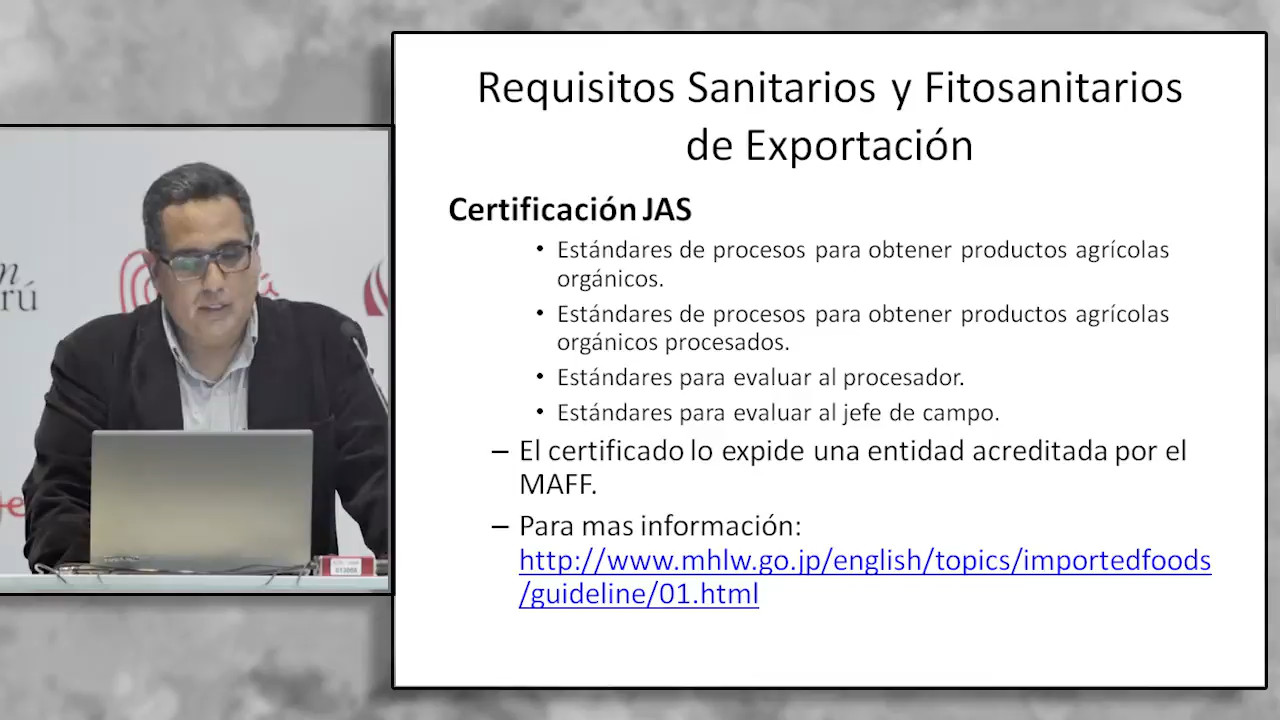 Requisitos Sanitarios y Fitosanitarios
de Exportación
Certificación JAS
• Estándares de procesos para obtener productos agrícolas
orgánicos.
• Estándares de procesos para obtener productos agrícolas
orgánicos procesados.
• Estándares para evaluar al procesador.
• Estándares para evaluar al jefe de campo.
– El certificado lo expide una entidad acreditada por el
MAFF.
– Para mas información:
http://www.mhlw.go.jp/english/topics/importedfoods
/guideline/01.html